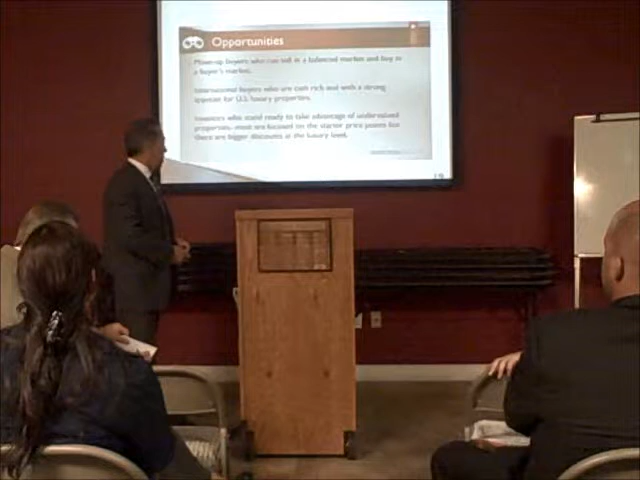 Opportunities
Move-up buyers who can sell in a balanced market and buy in
a buyer's market.
International buyers who are cash rich and with a strong
appetite for U.S. luxury properties.
Investors who stand ready to take advantage of undervalued
properties, most are focused on the starter price points but
there are bigger discounts at the luxury level.
19